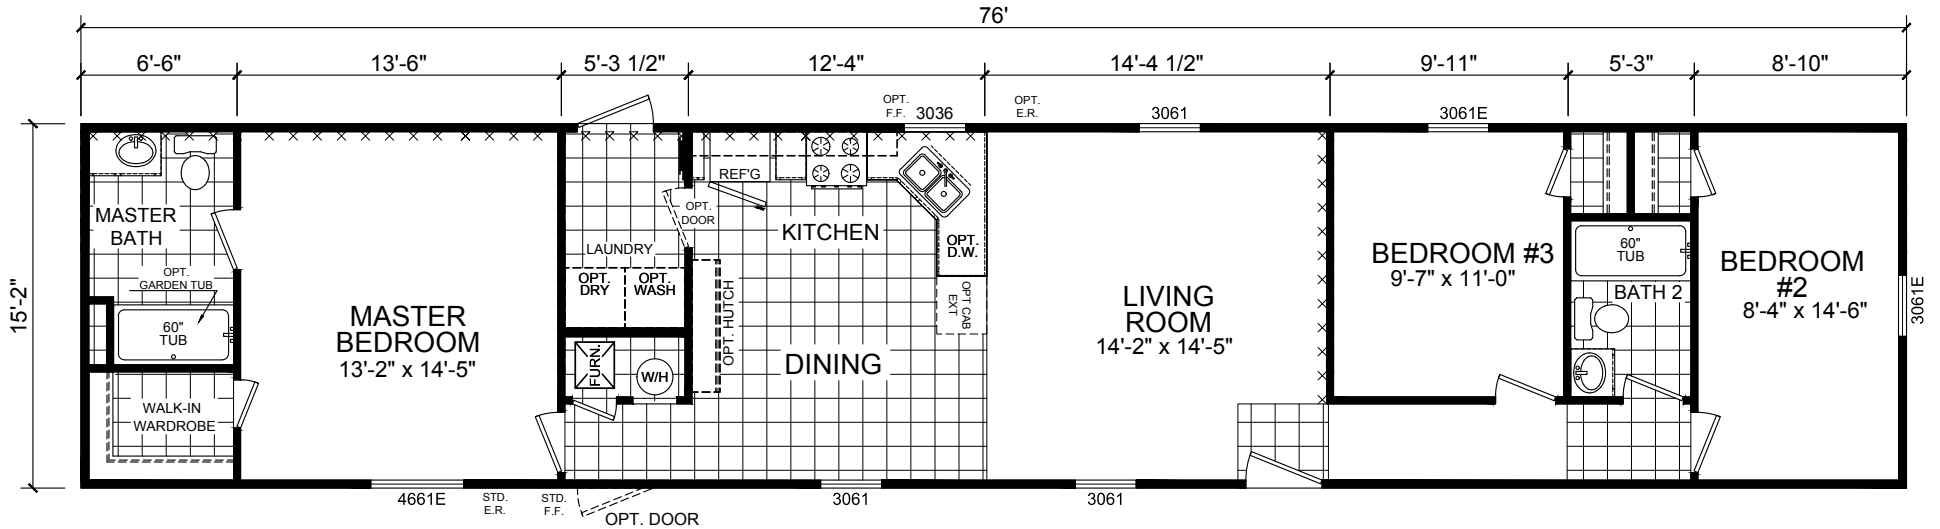 76'
6'-6"
13'-6"
5'-3 1/2"
12'-4"
14'-4 1/2"
9'-11"
5'-3"
8'-10"
OPT.
F.F.
3036
OPT.
E.R.
3061
3061E
15'-2"
MASTER
BATH
OPT.
GARDEN TUB
60"
TUB
WALK-IN
WARDROBE
MASTER
BEDROOM
13'-2" x 14'-5"
LAUNDRY
OPT.
DRY
OPT.
WASH
FURN.
W/H
OPT.
DOOR
REF'G
KITCHEN
OPT. HUTCH
DINING
OPT.
D.W.
OPT CAB
EXT
LIVING
ROOM
14'-2" x 14'-5"
BEDROOM #3
9'-7" x 11'-0"
60"
TUB
BATH 2
BEDROOM
#2
8'-4" x 14'-6"
3061E
4661E
STD.
E.R.
STD.
F.F.
OPT. DOOR
3061
3061